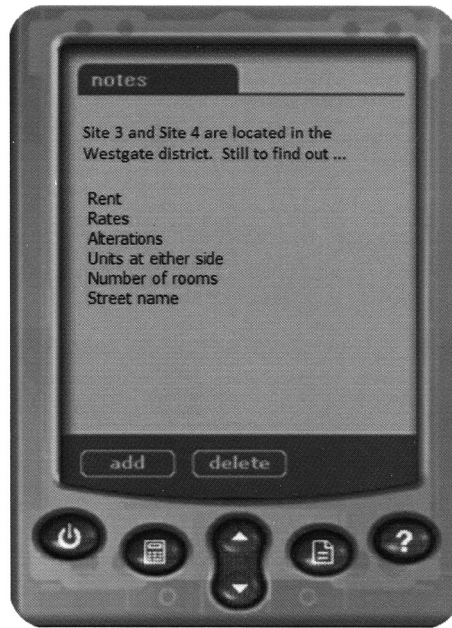 notes
Site 3 and Site 4 are located in the
Westgate district.  Still to find out ...
Rent
Rates
Alterations
Units at either side
Number of rooms
Street name
add
delete
?